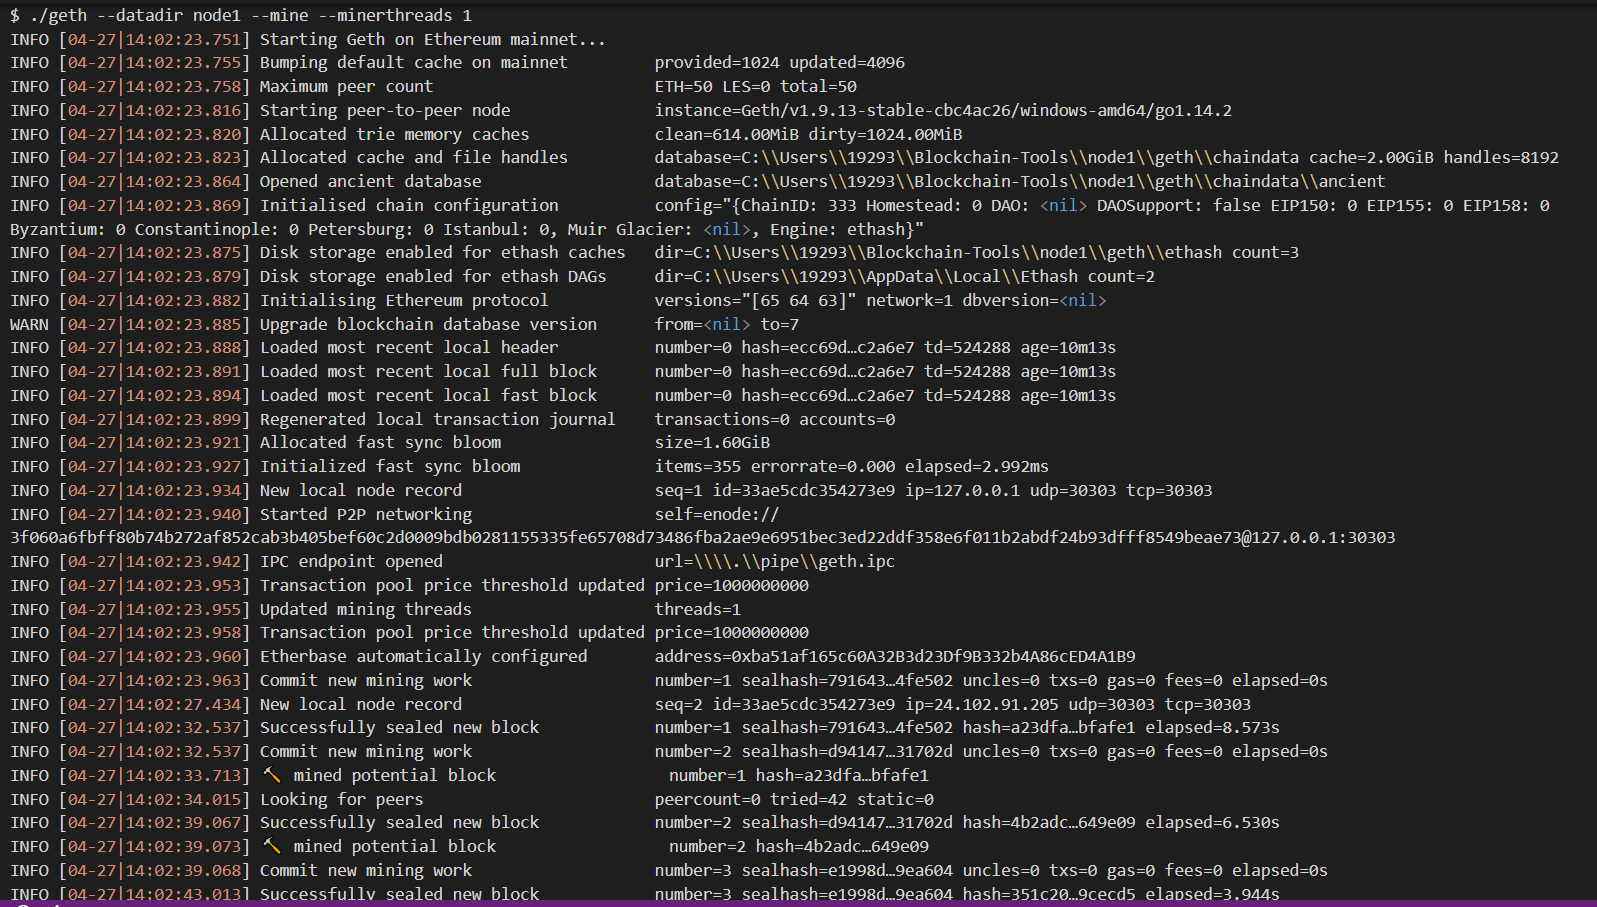 $ ./geth --datadir node1 --mine --minerthreads 1
INFO [04-27|14:02:23.751] Starting Geth on Ethereum mainnet...
INFO [04-27|14:02:23.755] Bumping default cache on mainnet         provided=1024 updated=4096
INFO [04-27|14:02:23.758] Maximum peer count                       ETH=50 LES=0 total=50
INFO [04-27|14:02:23.816] Starting peer-to-peer node               instance=Geth/v1.9.13-stable-cbc4ac26/windows-amd64/go1.14.2
INFO [04-27|14:02:23.820] Allocated trie memory caches             clean=614.00MiB dirty=1024.00MiB
INFO [04-27|14:02:23.823] Allocated cache and file handles         database=C:\\Users\\19293\\Blockchain-Tools\\node1\\geth\\chaindata cache=2.00GiB handles=8192
INFO [04-27|14:02:23.864] Opened ancient database                  database=C:\\Users\\19293\\Blockchain-Tools\\node1\\geth\\chaindata\\ancient
INFO [04-27|14:02:23.869] Initialised chain configuration          config="{ChainID: 333 Homestead: 0 DAO: <nil> DAOSupport: false EIP150: 0 EIP155: 0 EIP158: 0
Byzantium: 0 Constantinople: 0 Petersburg: 0 Istanbul: 0, Muir Glacier: <nil>, Engine: ethash}"
INFO [04-27|14:02:23.875] Disk storage enabled for ethash caches   dir=C:\\Users\\19293\\Blockchain-Tools\\node1\\geth\\ethash count=3
INFO [04-27|14:02:23.879] Disk storage enabled for ethash DAGs     dir=C:\\Users\\19293\\AppData\\Local\\Ethash count=2
INFO [04-27|14:02:23.882] Initialising Ethereum protocol           versions="[65 64 63]" network=1 dbversion=<nil>
WARN [04-27|14:02:23.885] Upgrade blockchain database version      from=<nil> to=7
INFO [04-27|14:02:23.888] Loaded most recent local header          number=0 hash=ecc69d…c2a6e7 td=524288 age=10m13s
INFO [04-27|14:02:23.891] Loaded most recent local full block      number=0 hash=ecc69d…c2a6e7 td=524288 age=10m13s
INFO [04-27|14:02:23.894] Loaded most recent local fast block      number=0 hash=ecc69d…c2a6e7 td=524288 age=10m13s
INFO [04-27|14:02:23.899] Regenerated local transaction journal    transactions=0 accounts=0
INFO [04-27|14:02:23.921] Allocated fast sync bloom                size=1.60GiB
INFO [04-27|14:02:23.927] Initialized fast sync bloom              items=355 errorrate=0.000 elapsed=2.992ms
INFO [04-27|14:02:23.934] New local node record                    seq=1 id=33ae5cdc354273e9 ip=127.0.0.1 udp=30303 tcp=30303
INFO [04-27|14:02:23.940] Started P2P networking                   self=enode://
3f060a6fbff80b74b272af852cab3b405bef60c2d0009bdb0281155335fe65708d73486fba2ae9e6951bec3ed22ddf358e6f011b2abdf24b93dfff8549beae73@127.0.0.1:30303
INFO [04-27|14:02:23.942] IPC endpoint opened                      url=\\\\.\\pipe\\geth.ipc
INFO [04-27|14:02:23.953] Transaction pool price threshold updated price=1000000000
INFO [04-27|14:02:23.955] Updated mining threads                   threads=1
INFO [04-27|14:02:23.958] Transaction pool price threshold updated price=1000000000
INFO [04-27|14:02:23.960] Etherbase automatically configured       address=0xba51af165c60A32B3d23Df9B332b4A86cED4A1B9
INFO [04-27|14:02:23.963] Commit new mining work                   number=1 sealhash=791643…4fe502 uncles=0 txs=0 gas=0 fees=0 elapsed=0s
INFO [04-27|14:02:27.434] New local node record                    seq=2 id=33ae5cdc354273e9 ip=24.102.91.205 udp=30303 tcp=30303
INFO [04-27|14:02:32.537] Successfully sealed new block            number=1 sealhash=791643…4fe502 hash=a23dfa…bfafe1 elapsed=8.573s
INFO [04-27|14:02:32.537] Commit new mining work                   number=2 sealhash=d94147…31702d uncles=0 txs=0 gas=0 fees=0 elapsed=0s
INFO [04-27|14:02:33.713] 🔨 mined potential block                  number=1 hash=a23dfa…bfafe1
INFO [04-27|14:02:34.015] Looking for peers                        peercount=0 tried=42 static=0
INFO [04-27|14:02:39.067] Successfully sealed new block            number=2 sealhash=d94147…31702d hash=4b2adc…649e09 elapsed=6.530s
INFO [04-27|14:02:39.073] 🔨 mined potential block                  number=2 hash=4b2adc…649e09
INFO [04-27|14:02:39.068] Commit new mining work                   number=3 sealhash=e1998d…9ea604 uncles=0 txs=0 gas=0 fees=0 elapsed=0s
INFO [04-27|14:02:43.013] Successfully sealed new block            number=3 sealhash=e1998d…9ea604 hash=351c20…9cecd5 elapsed=3.944s